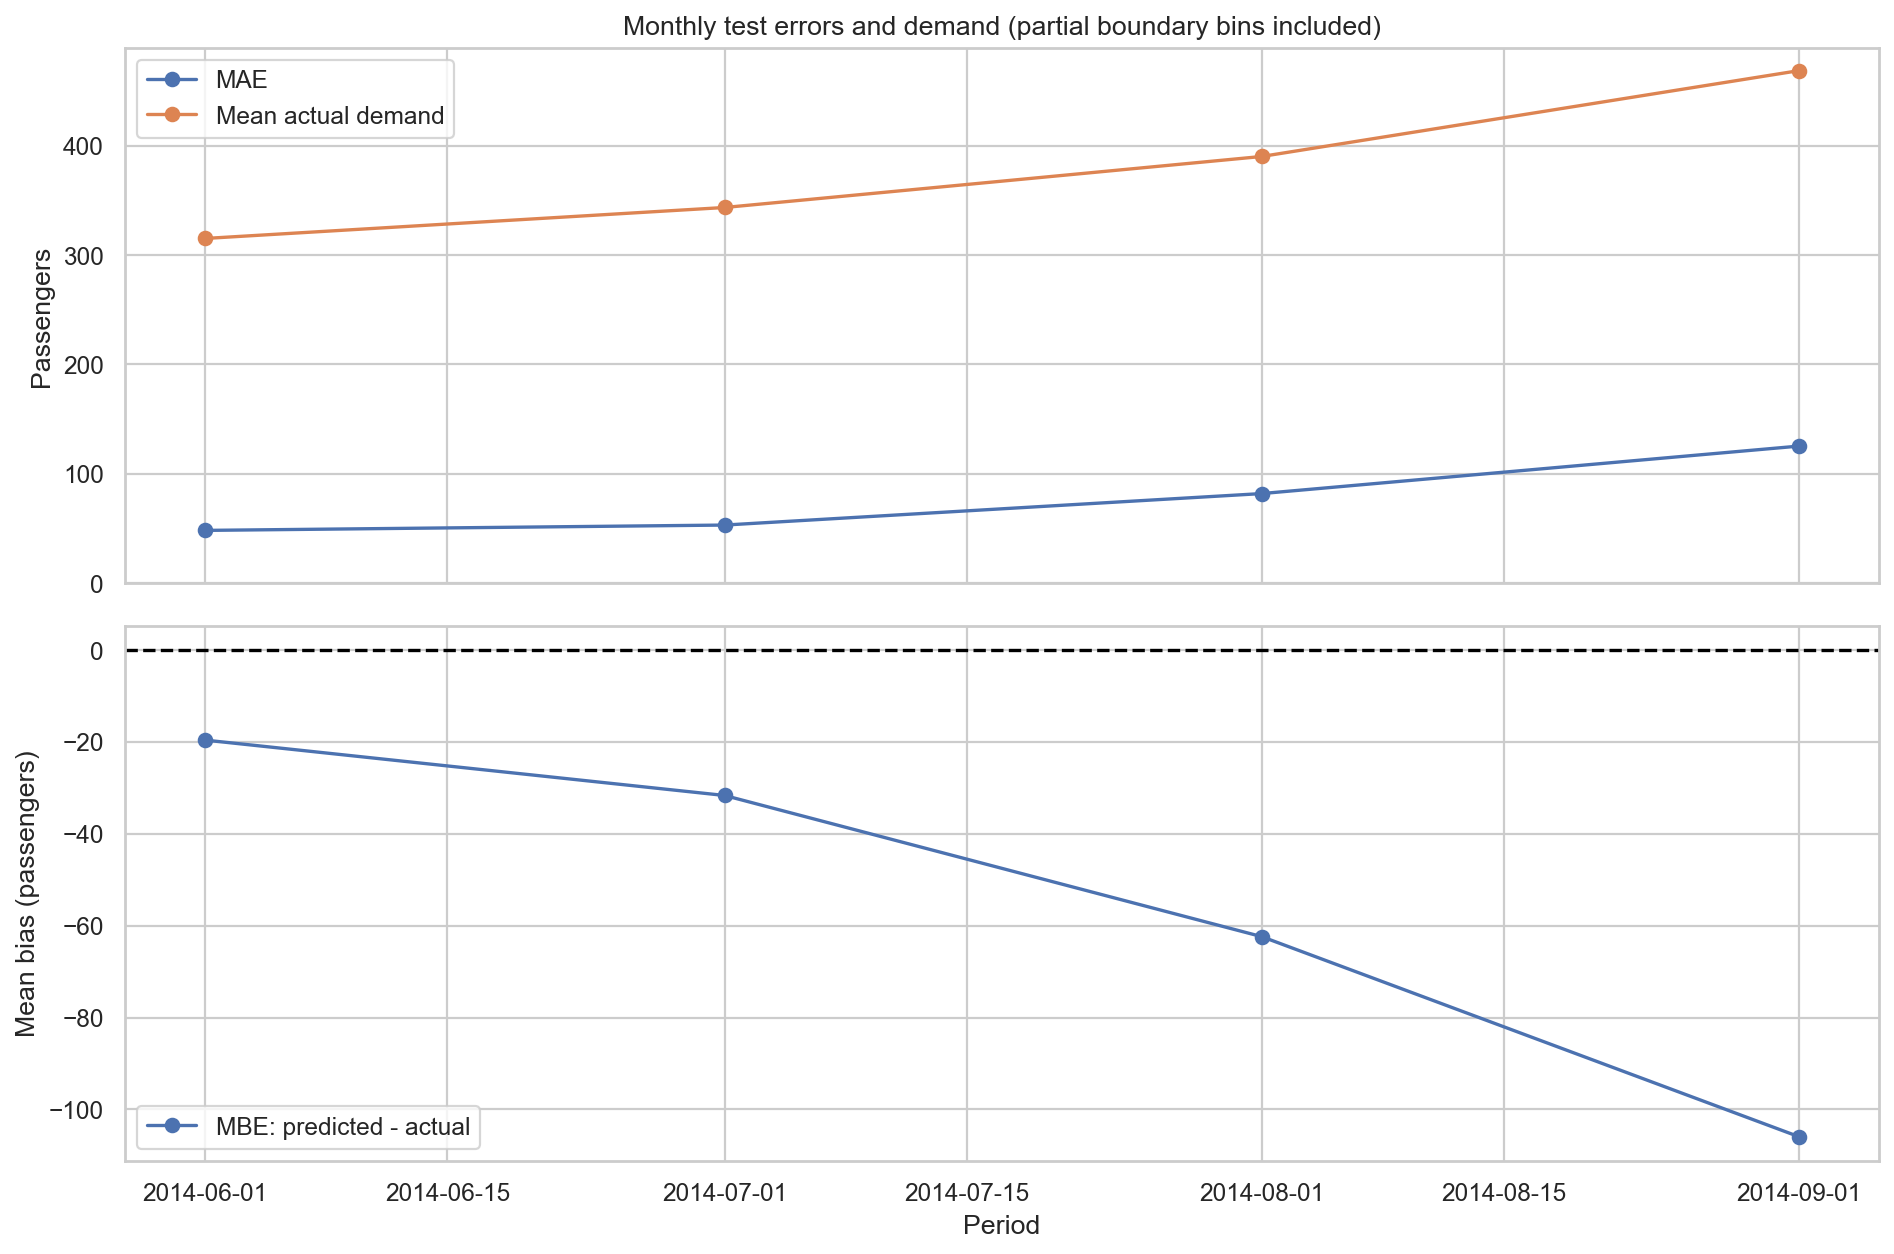 Monthly test errors and demand (partial boundary bins included)
MAE
Mean actual demand
Passengers
400
300
200
100
0
0
−20
−40
−60
−80
−100
Mean bias (passengers)
MBE: predicted - actual
2014-06-01
2014-06-15
2014-07-01
2014-07-15
2014-08-01
2014-08-15
2014-09-01
Period